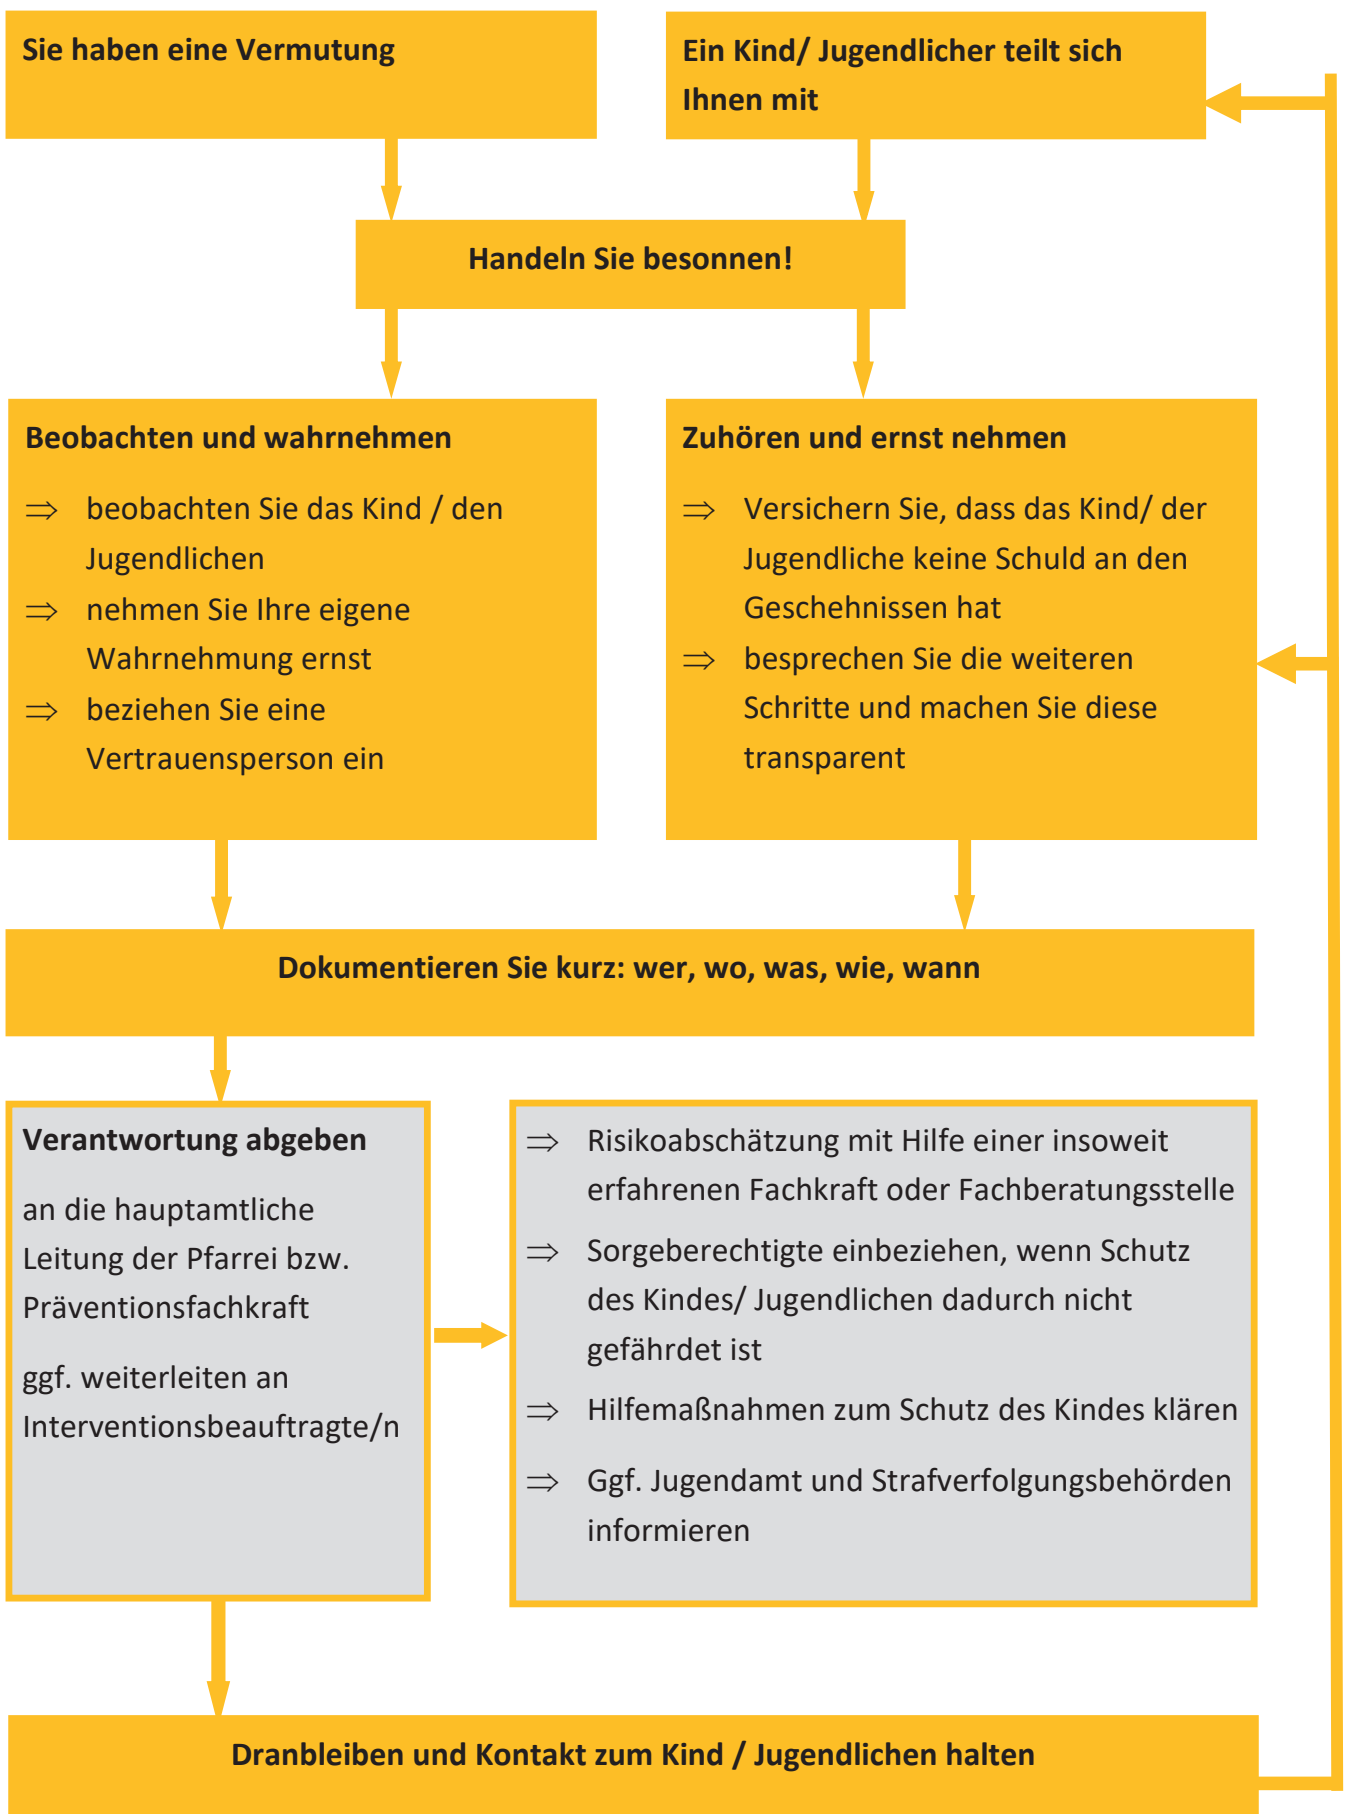 Sie haben eine Vermutung
Ein Kind/ Jugendlicher teilt sich
Ihnen mit
Handeln Sie besonnen!
Beobachten und wahrnehmen
⇒ beobachten Sie das Kind / den
Jugendlichen
⇒ nehmen Sie Ihre eigene
Wahrnehmung ernst
⇒ beziehen Sie eine
Vertrauensperson ein
Zuhören und ernst nehmen
⇒ Versichern Sie, dass das Kind/ der
Jugendliche keine Schuld an den
Geschehnissen hat
⇒ besprechen Sie die weiteren
Schritte und machen Sie diese
transparent
Dokumentieren Sie kurz: wer, wo, was, wie, wann
Verantwortung abgeben
an die hauptamtliche
Leitung der Pfarrei bzw.
Präventionsfachkraft
ggf. weiterleiten an
Interventionsbeauftragte/n
⇒ Risikoabschätzung mit Hilfe einer insoweit
erfahrenen Fachkraft oder Fachberatungsstelle
⇒ Sorgeberechtigte einbeziehen, wenn Schutz
des Kindes/ Jugendlichen dadurch nicht
gefährdet ist
⇒ Hilfemaßnahmen zum Schutz des Kindes klären
⇒ Ggf. Jugendamt und Strafverfolgungsbehörden
informieren
Dranbleiben und Kontakt zum Kind / Jugendlichen halten